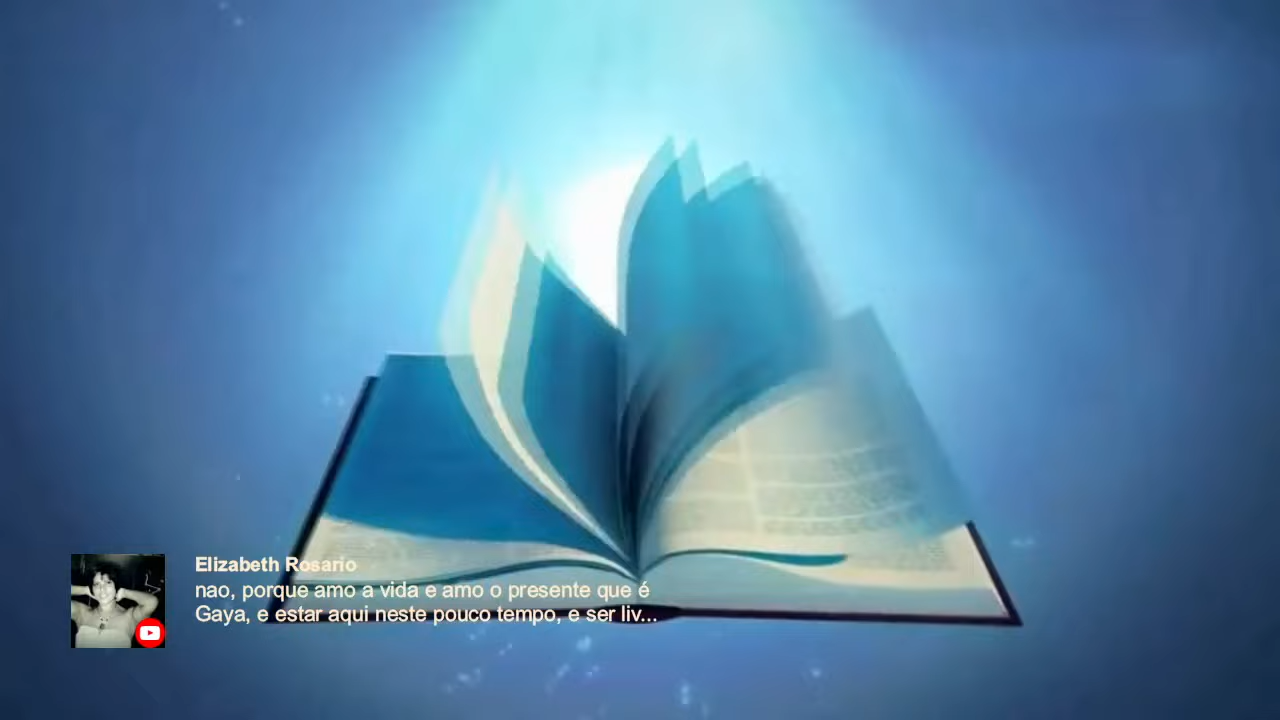 Elizabeth Rosario
nao, porque amo a vida e amo o presente que é
Gaya, e estar aqui neste pouco tempo, e ser liv...